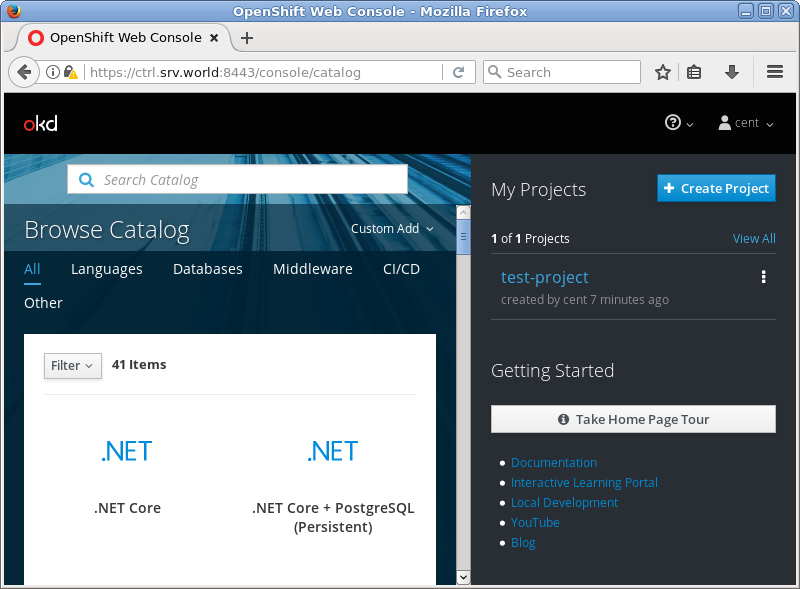 OpenShift Web Console - Mozilla Firefox
OpenShift Web Console
https://ctrl.srv.world:8443/console/catalog
Search
okd
cent
Search Catalog
Browse Catalog
Custom Add
All
Languages
Databases
Middleware
CI/CD
Other
Filter
41 Items
.NET
.NET Core
.NET
.NET Core + PostgreSQL
(Persistent)
My Projects
Create Project
1 of 1 Projects
View All
test-project
created by cent 7 minutes ago
Getting Started
Take Home Page Tour
Documentation
Interactive Learning Portal
Local Development
YouTube
Blog